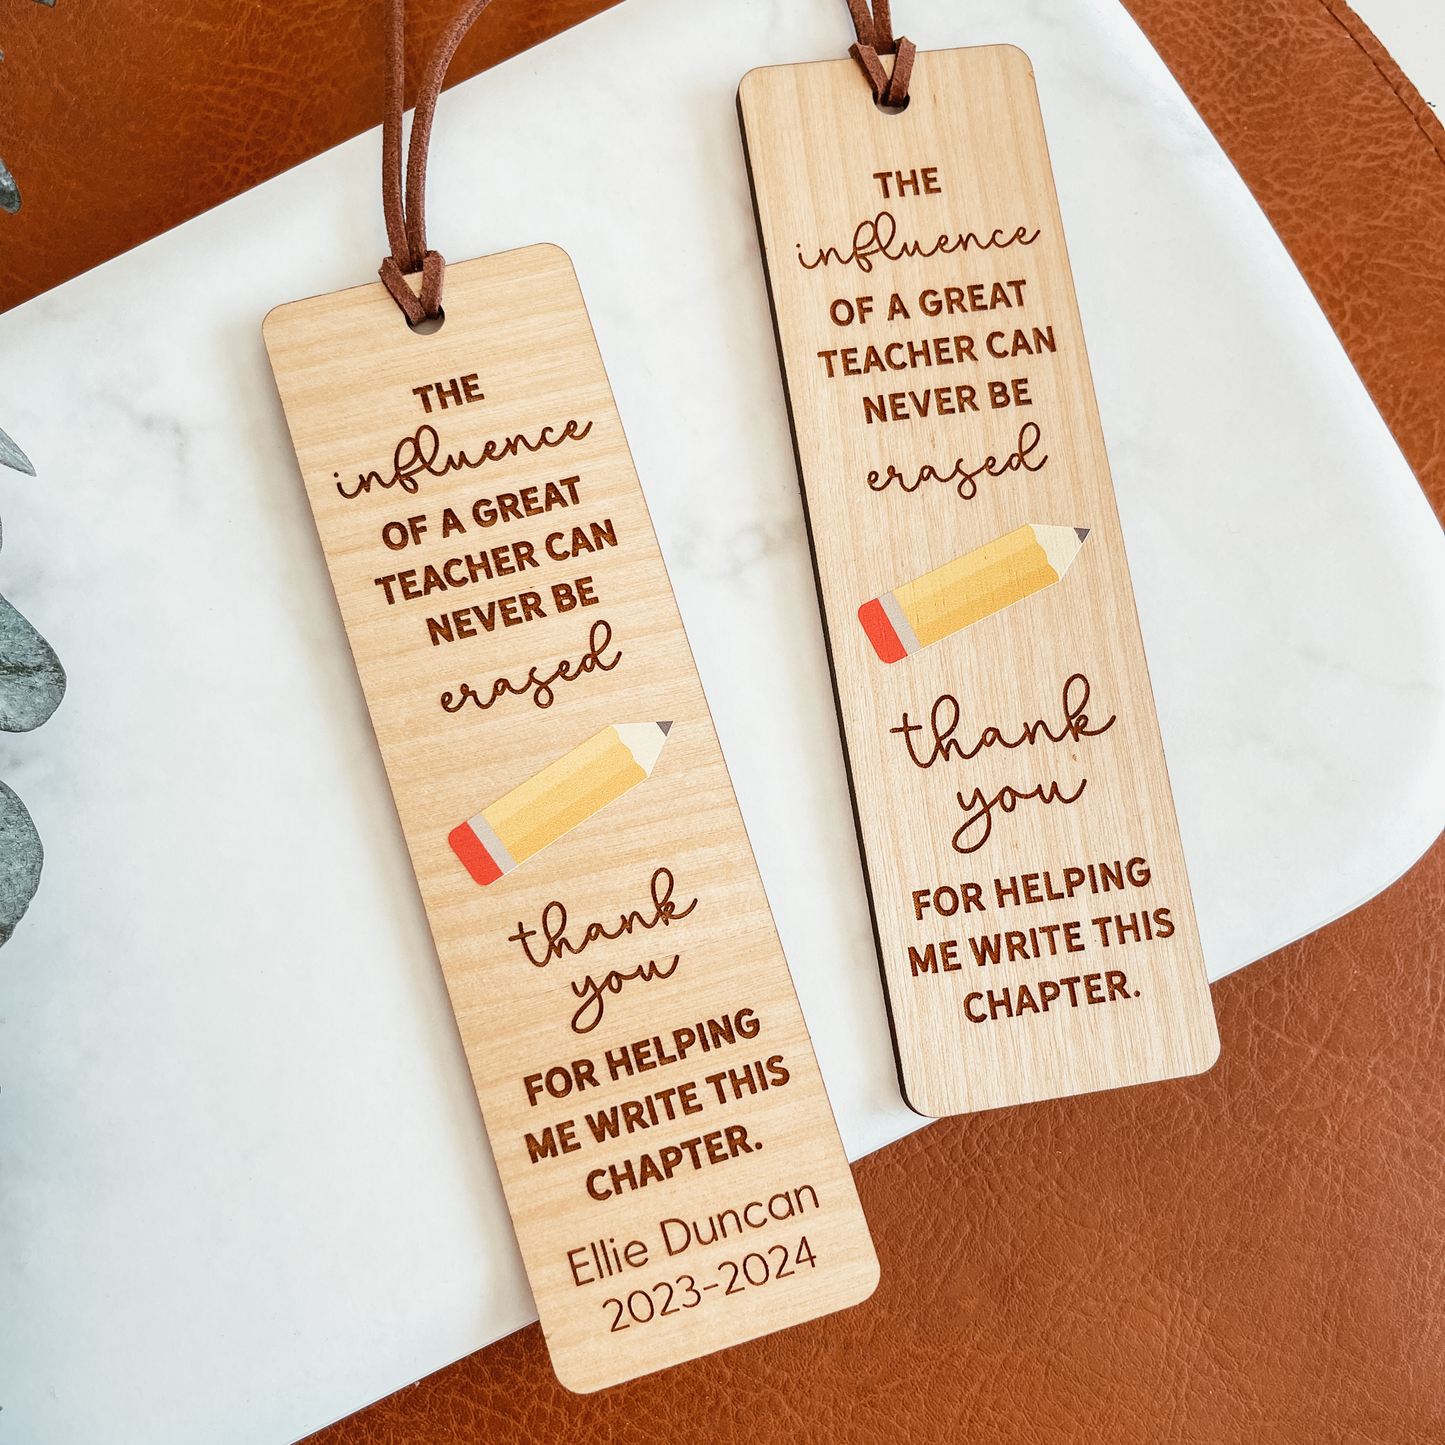 THE
influence
OF A GREAT
TEACHER CAN
NEVER BE
erased
thank
you
FOR HELPING
ME WRITE THIS
CHAPTER.
Ellie Duncan
2023-2024
THE
influence
OF A GREAT
TEACHER CAN
NEVER BE
erased
thank
you
FOR HELPING
ME WRITE THIS
CHAPTER.